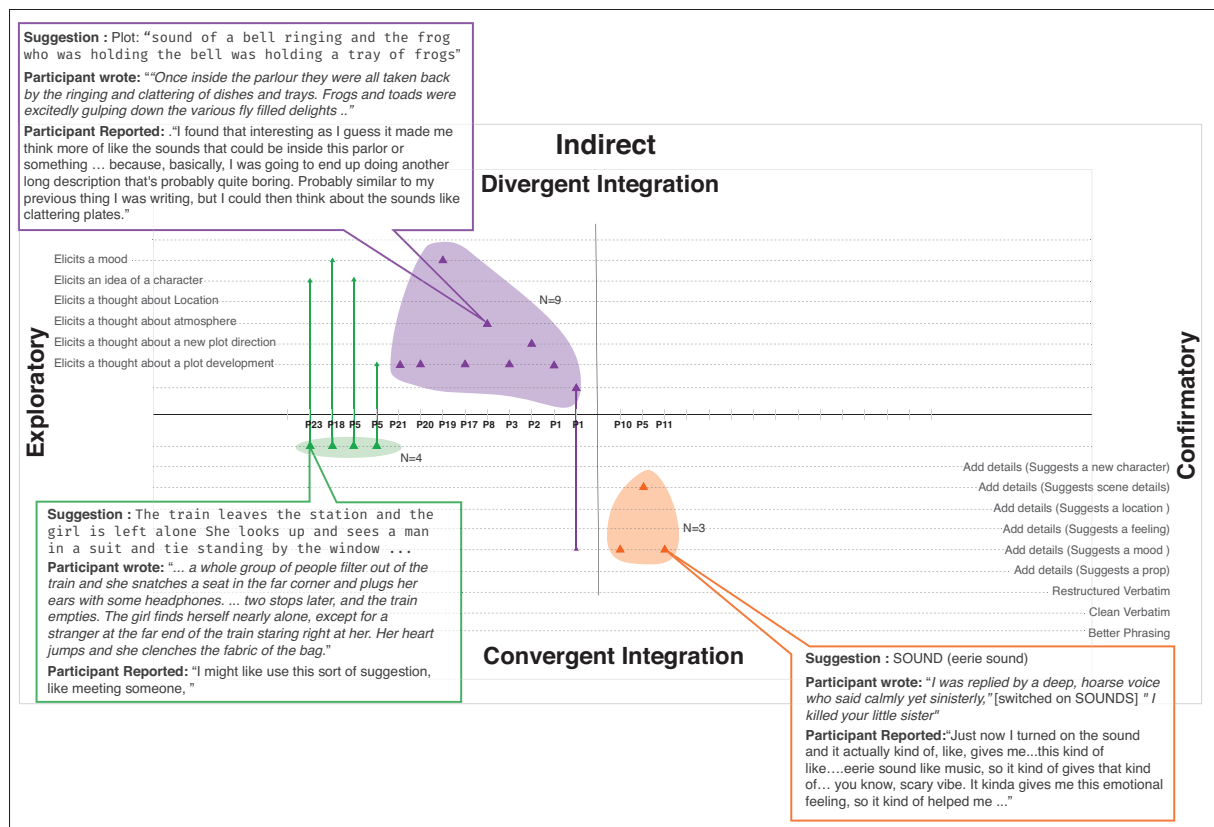 Suggestion : Plot: “sound of a bell ringing and the frog
who was holding the bell was holding a tray of frogs”
Participant wrote: “"Once inside the parlour they were all taken back
by the ringing and clattering of dishes and trays. Frogs and toads were
excitedly gulping down the various fly filled delights ..”
Participant Reported: .“I found that interesting as I guess it made me
think more of like the sounds that could be inside this parlor or
something … because, basically, I was going to end up doing another
long description that's probably quite boring. Probably similar to my
previous thing I was writing, but I could then think about the sounds like
clattering plates.”
Indirect
Divergent Integration
Elicits a mood
Elicits an idea of a character
Elicits a thought about Location
Elicits a thought about atmosphere
Elicits a thought about a new plot direction
Elicits a thought about a plot development
N=9
Exploratory
Confirmatory
P23 P18 P5 P5 P21 P20 P19 P17 P8 P3 P2 P1 P1 P10 P5 P11
N=4
N=3
Add details (Suggests a new character)
Add details (Suggests scene details)
Add details (Suggests a location )
Add details (Suggests a feeling)
Add details (Suggests a mood )
Add details (Suggests a prop)
Restructured Verbatim
Clean Verbatim
Better Phrasing
Convergent Integration
Suggestion : The train leaves the station and the
girl is left alone She looks up and sees a man
in a suit and tie standing by the window ...
Participant wrote: “... a whole group of people filter out of the
train and she snatches a seat in the far corner and plugs her
ears with some headphones. ... two stops later, and the train
empties. The girl finds herself nearly alone, except for a
stranger at the far end of the train staring right at her. Her heart
jumps and she clenches the fabric of the bag.”
Participant Reported: “I might like use this sort of suggestion,
like meeting someone, ”
Suggestion : SOUND (eerie sound)
Participant wrote: “I was replied by a deep, hoarse voice
who said calmly yet sinisterly,” [switched on SOUNDS] " I
killed your little sister"
Participant Reported:“Just now I turned on the sound
and it actually kind of, like, gives me...this kind of
like….eerie sound like music, so it kind of gives that kind
of… you know, scary vibe. It kinda gives me this emotional
feeling, so it kind of helped me ...”